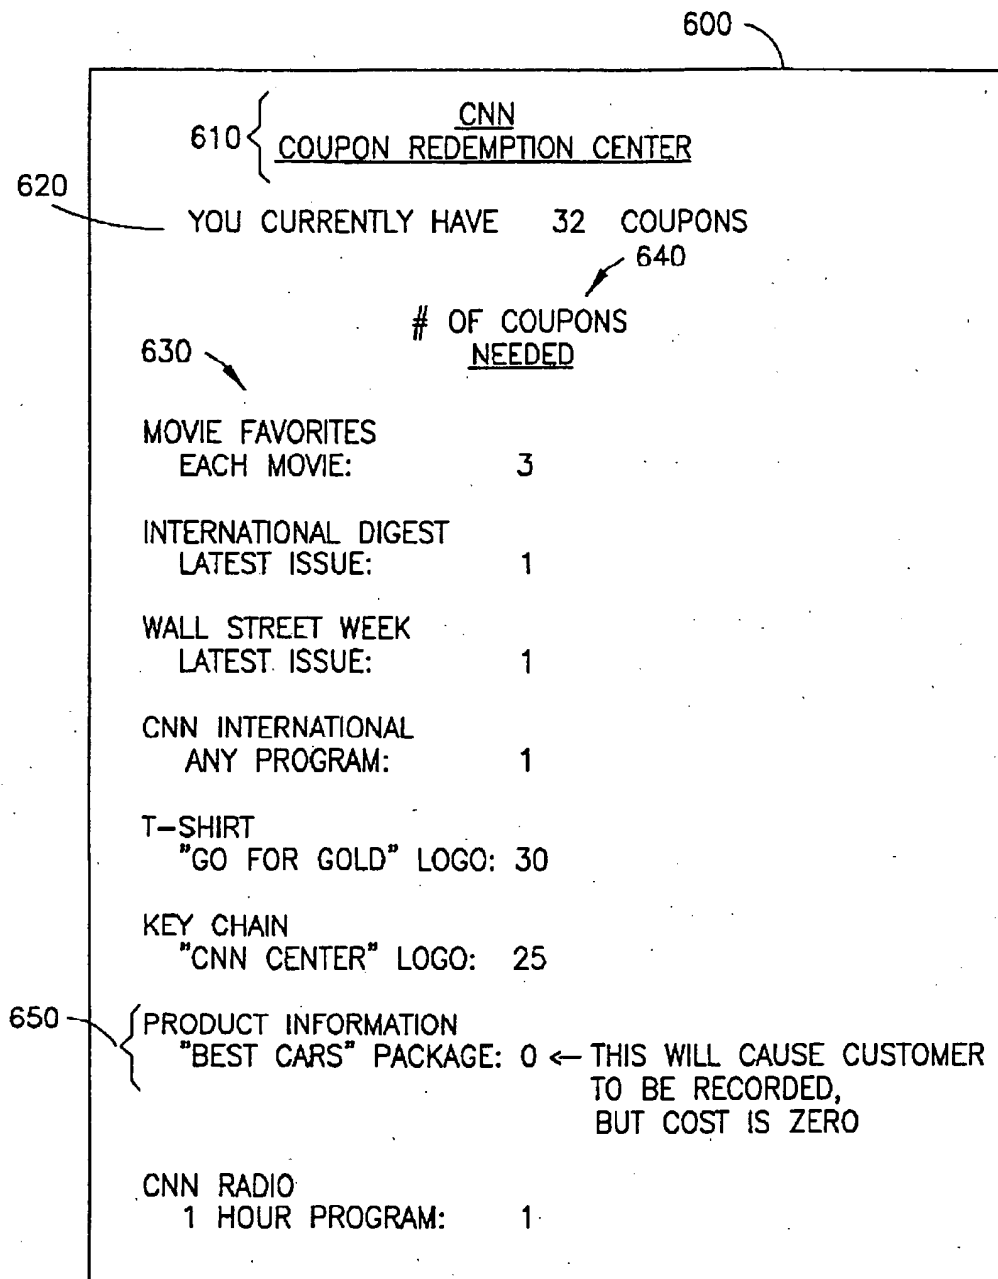 600
610 CNN
COUPON REDEMPTION CENTER
620
YOU CURRENTLY HAVE 32 COUPONS
640
# OF COUPONS
NEEDED
630
MOVIE FAVORITES
EACH MOVIE: 3
INTERNATIONAL DIGEST
LATEST ISSUE: 1
WALL STREET WEEK
LATEST ISSUE: 1
CNN INTERNATIONAL
ANY PROGRAM: 1
T-SHIRT
"GO FOR GOLD" LOGO: 30
KEY CHAIN
"CNN CENTER" LOGO: 25
650 PRODUCT INFORMATION
"BEST CARS" PACKAGE: 0 ← THIS WILL CAUSE CUSTOMER
TO BE RECORDED,
BUT COST IS ZERO
CNN RADIO
1 HOUR PROGRAM: 1